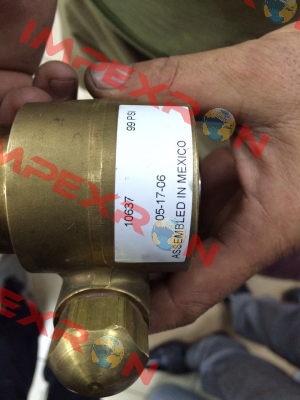 99 PSI
10637
05-17-06
ASSEMBLED IN MEXICO
IMPEXRON
IMPEXRON
IMPEXRON